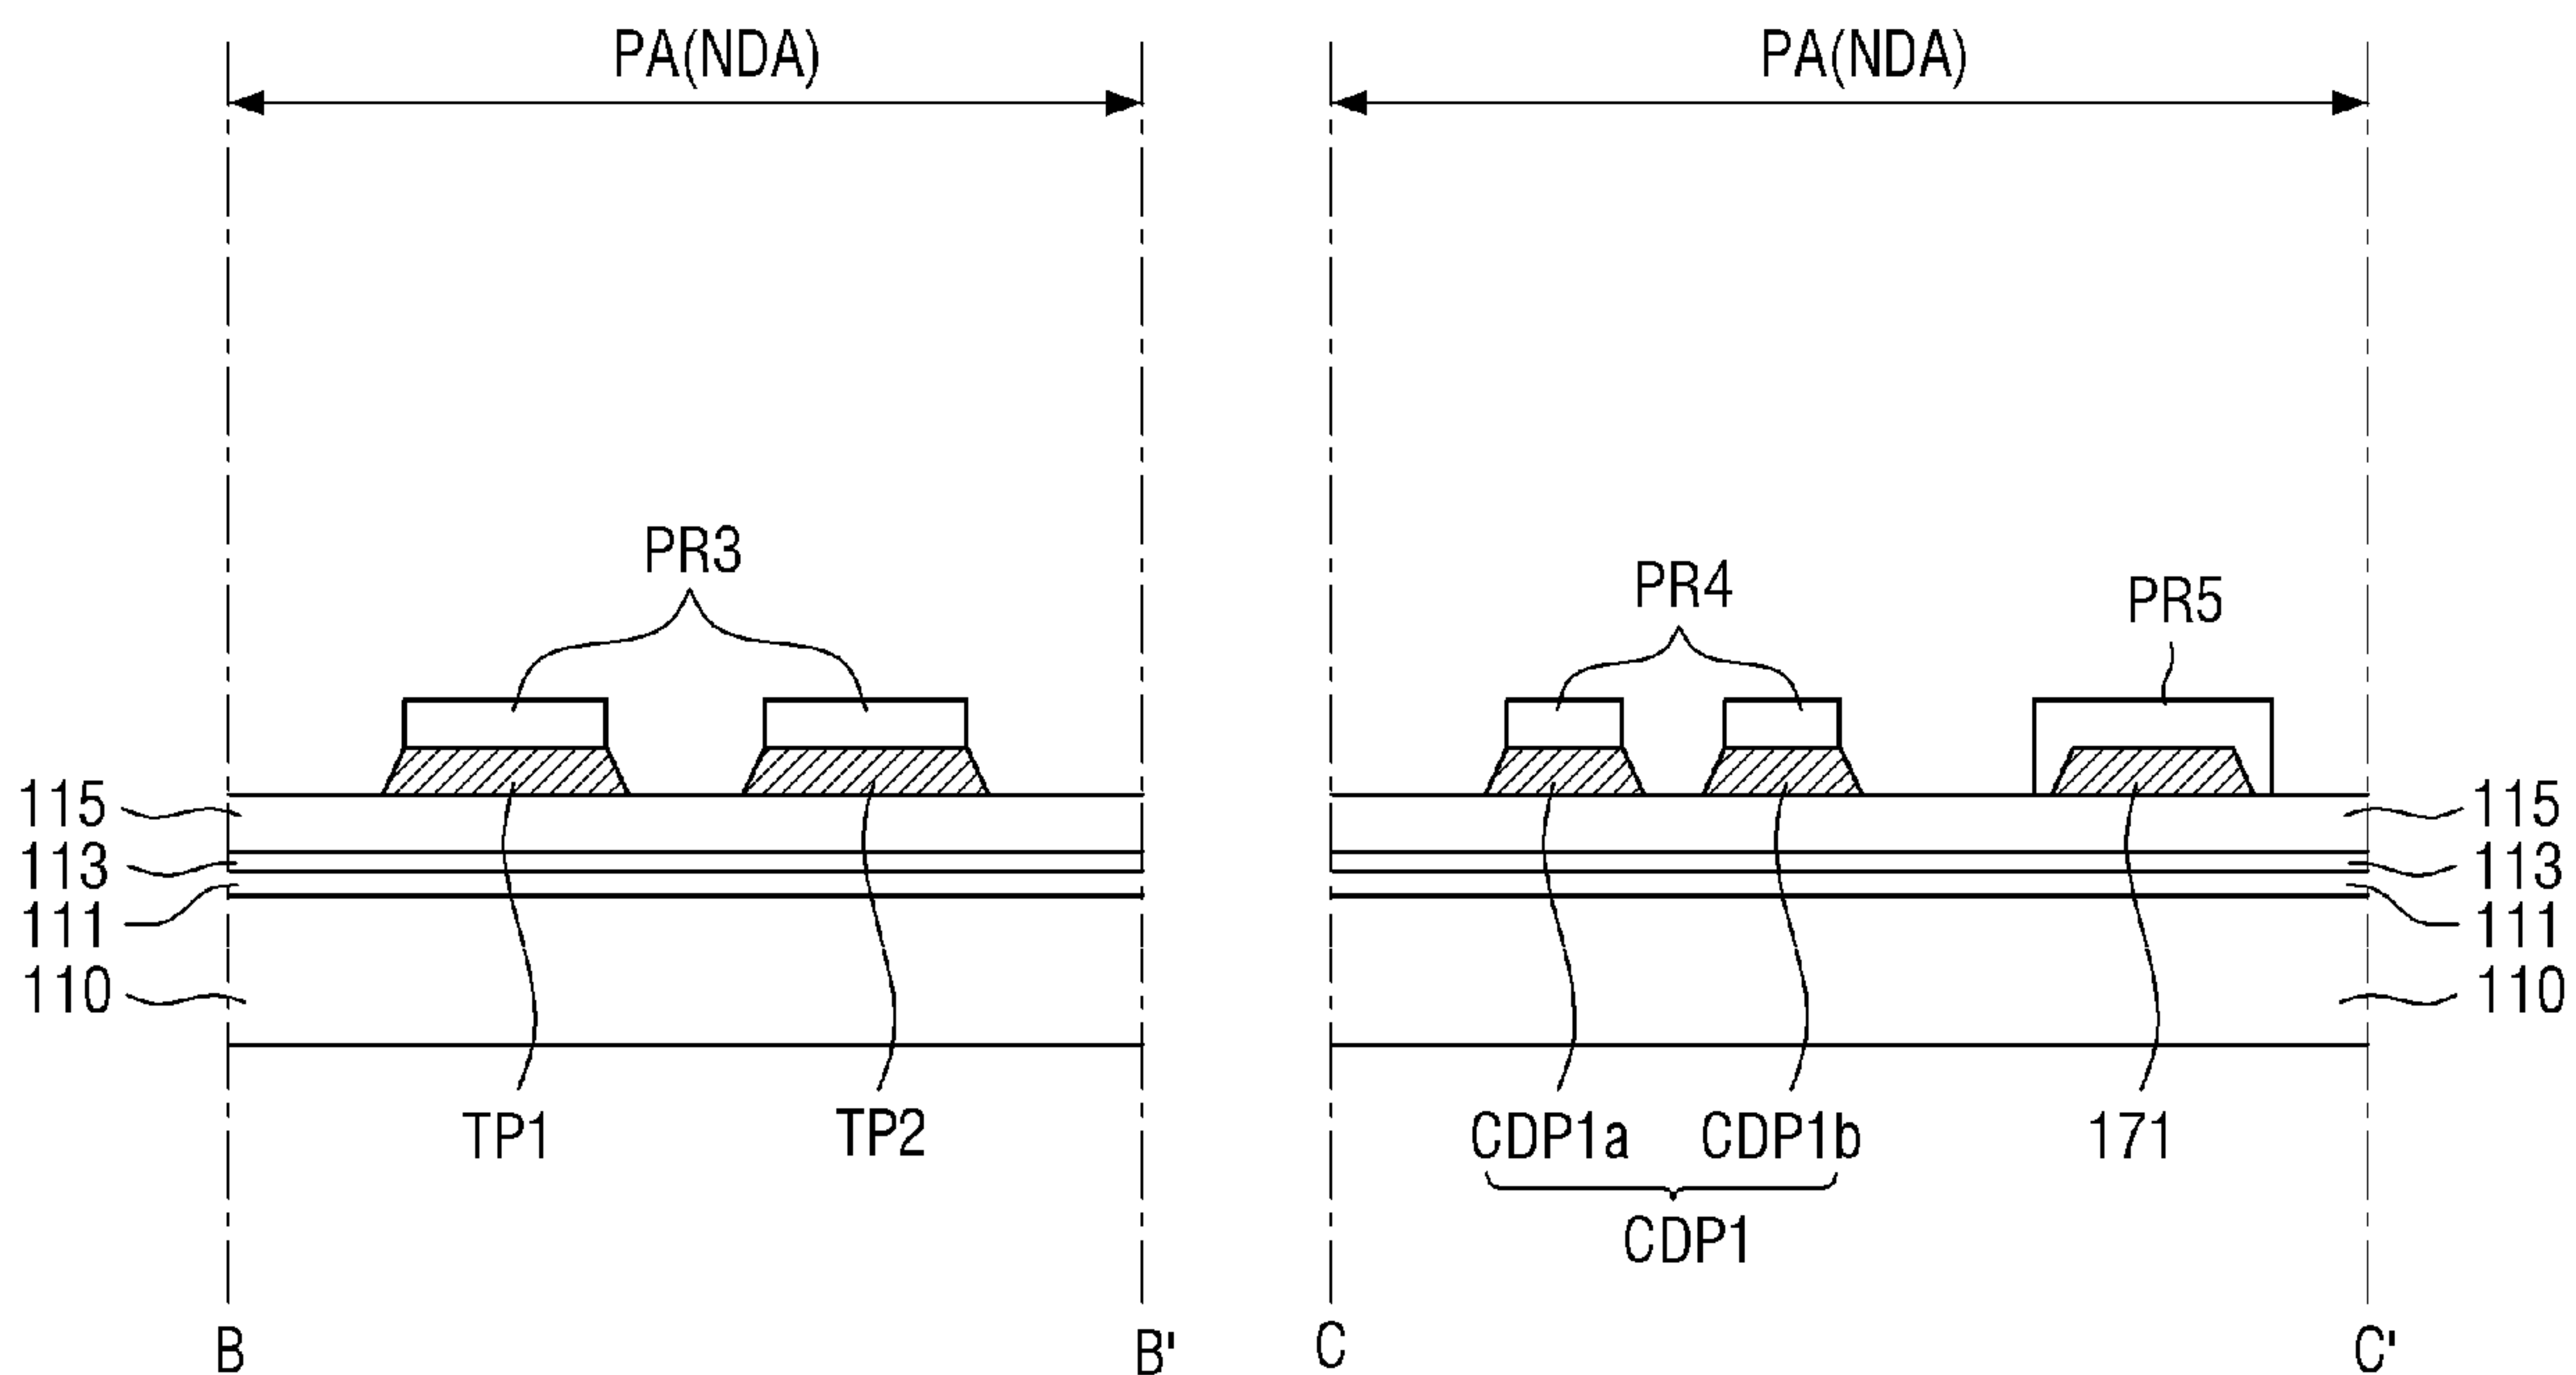 PA(NDA) PA(NDA)
PR3
PR4
PR5
115 115
113 113
111 111
110 110
TP1 TP2 CDP1a CDP1b 171
CDP1
B B' C C'